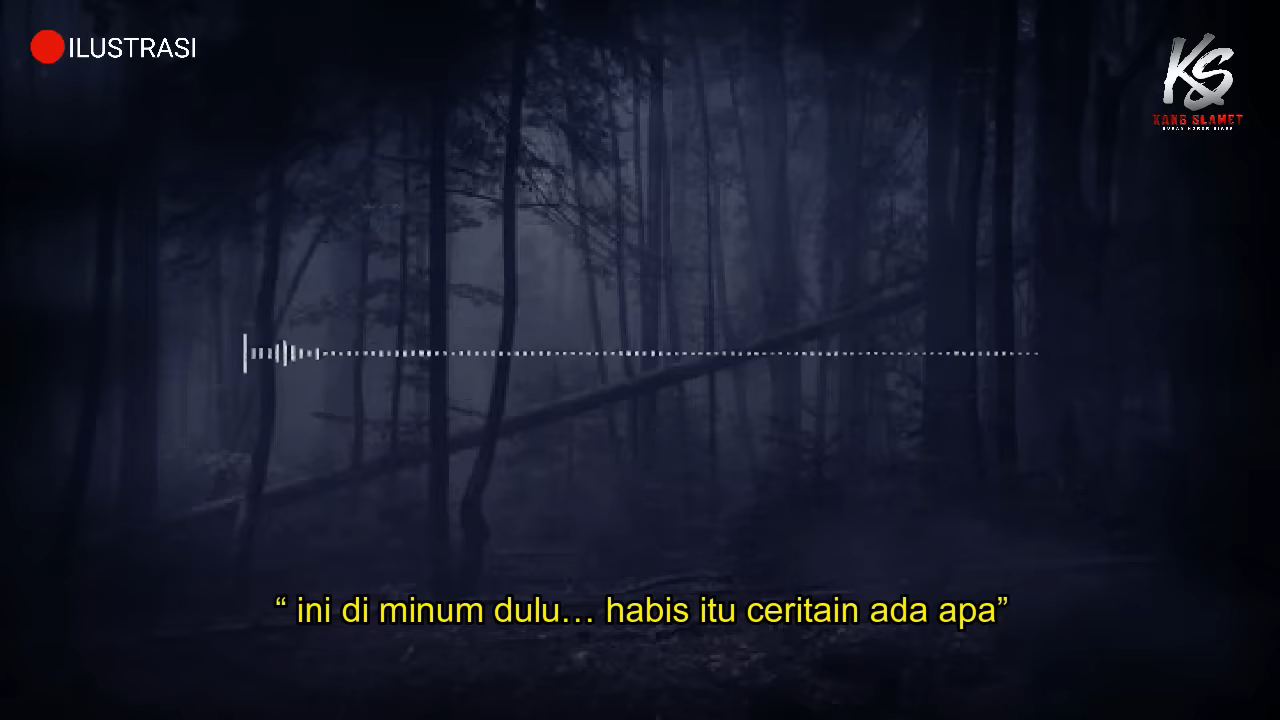 ILUSTRASI
KS
KANG SLAMET
“ ini di minum dulu… habis itu ceritain ada apa”